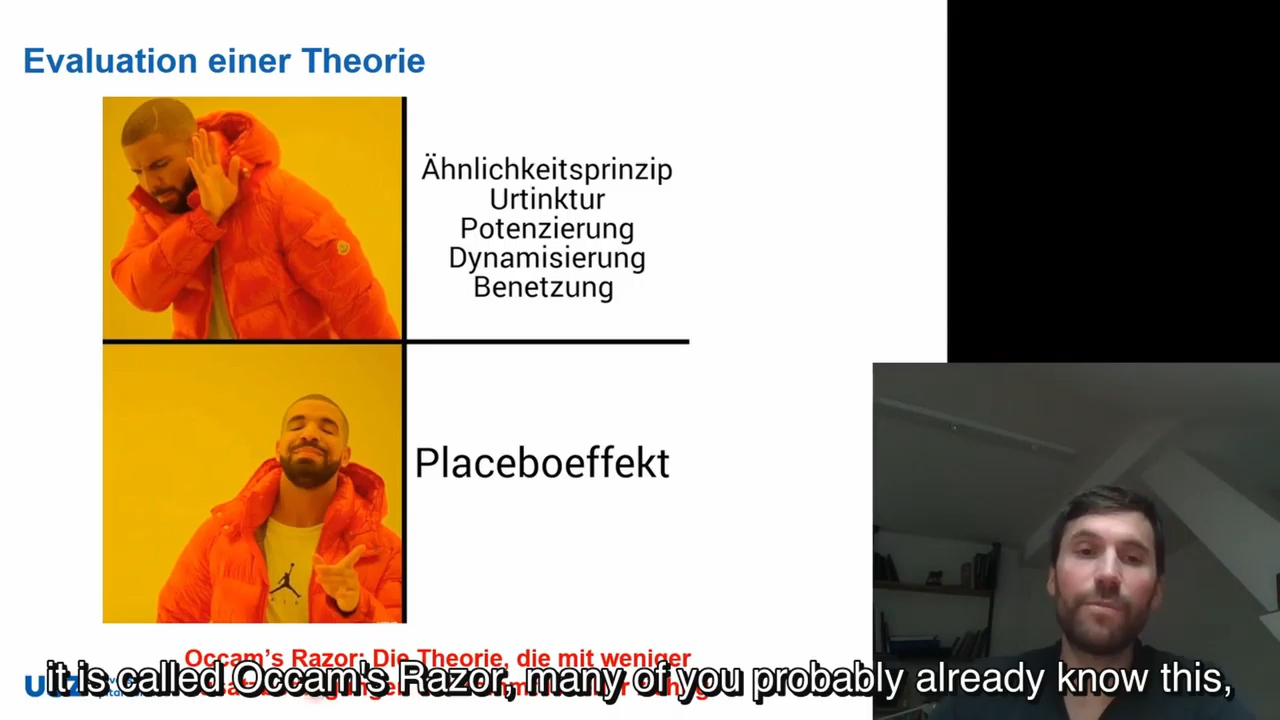 Evaluation einer Theorie
Ähnlichkeitsprinzip
Urtinktur
Potenzierung
Dynamisierung
Benetzung
Placeboeffekt
Occam's Razor: Die Theorie, die mit weniger
it is called Occam's Razor, many of you probably already know this,